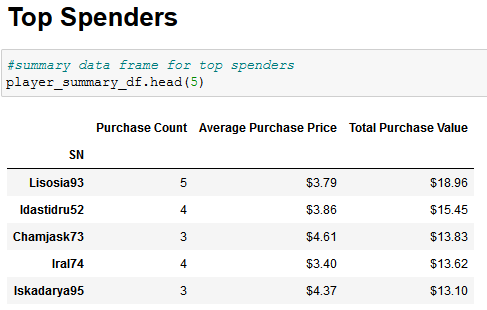 Top Spenders
#summary data frame for top spenders
player_summary_df.head(5)
Purchase Count Average Purchase Price Total Purchase Value
SN
Lisosia93 5 $3.79 $18.96
Idastidru52 4 $3.86 $15.45
Chamjask73 3 $4.61 $13.83
Iral74 4 $3.40 $13.62
Iskadarya95 3 $4.37 $13.10